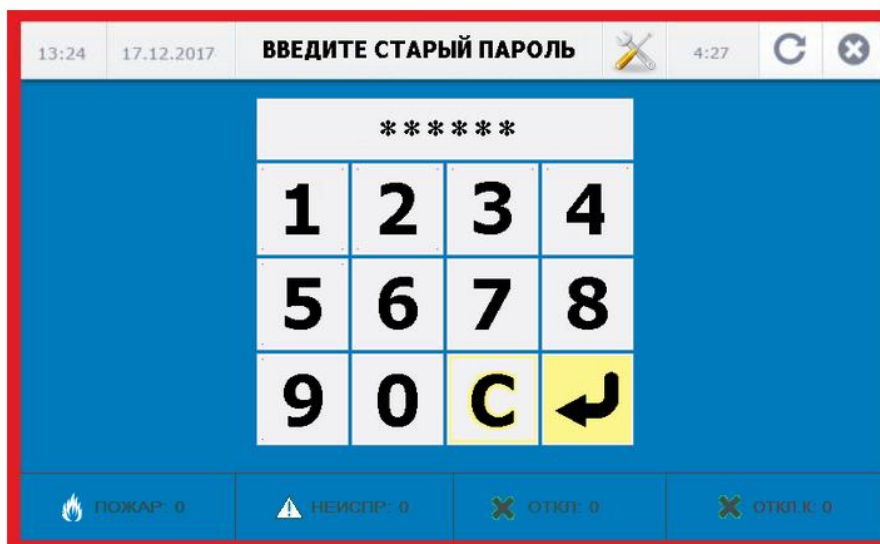 13:24 17.12.2017 ВВЕДИТЕ СТАРЫЙ ПАРОЛЬ 4:27
******
1 2 3 4
5 6 7 8
9 0 C
ПОЖАР: 0 НЕИСПР: 0 ОТКЛ: 0 ОТКЛ.К: 0